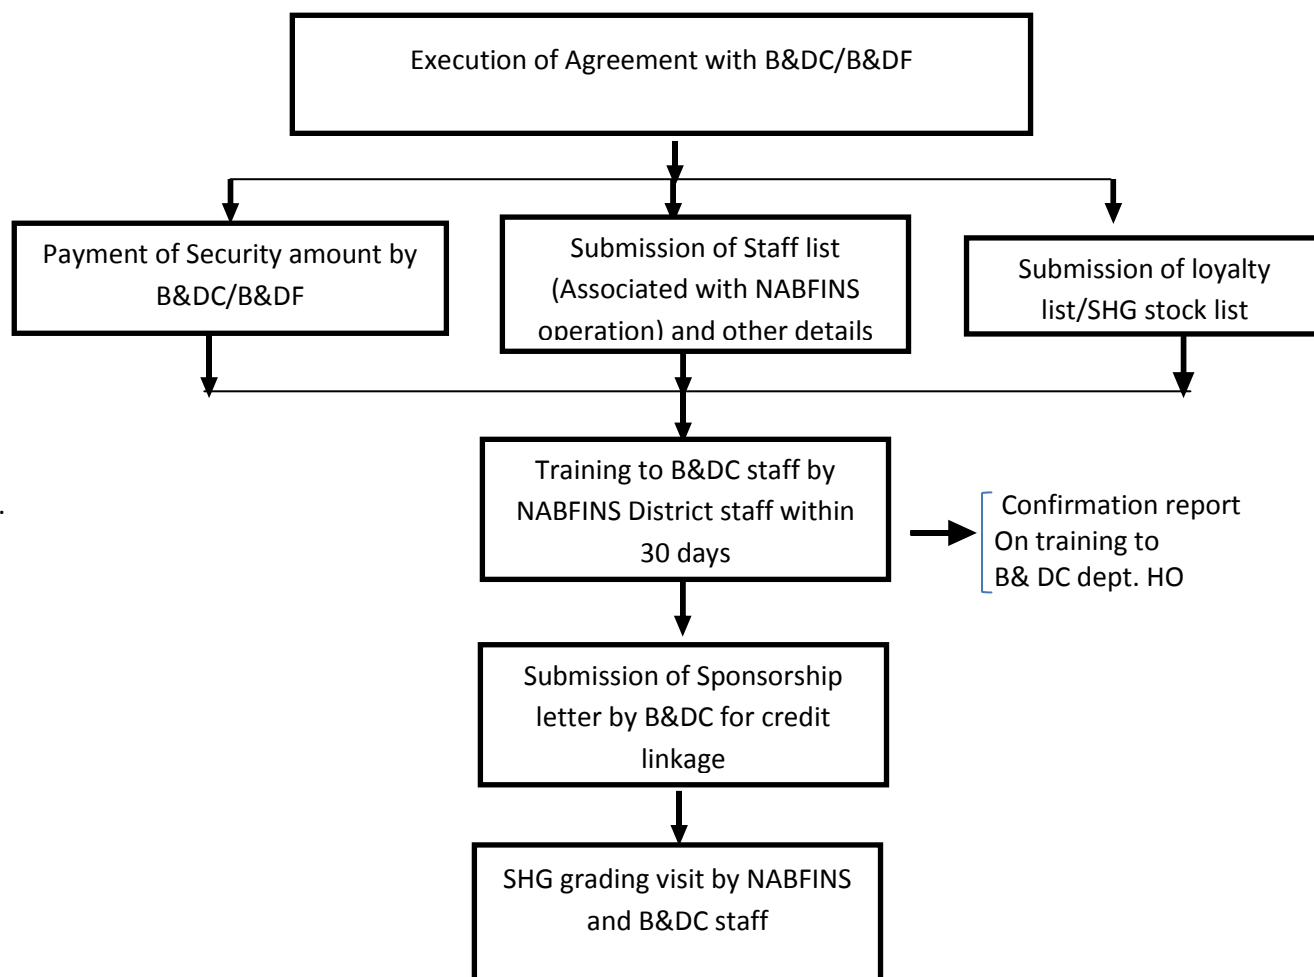 Execution of Agreement with B&DC/B&DF
Payment of Security amount by
B&DC/B&DF
Submission of Staff list
(Associated with NABFINS
operation) and other details
Submission of loyalty
list/SHG stock list
Training to B&DC staff by
NABFINS District staff within
30 days
.
Confirmation report
On training to
B& DC dept. HO
Submission of Sponsorship
letter by B&DC for credit
linkage
SHG grading visit by NABFINS
and B&DC staff